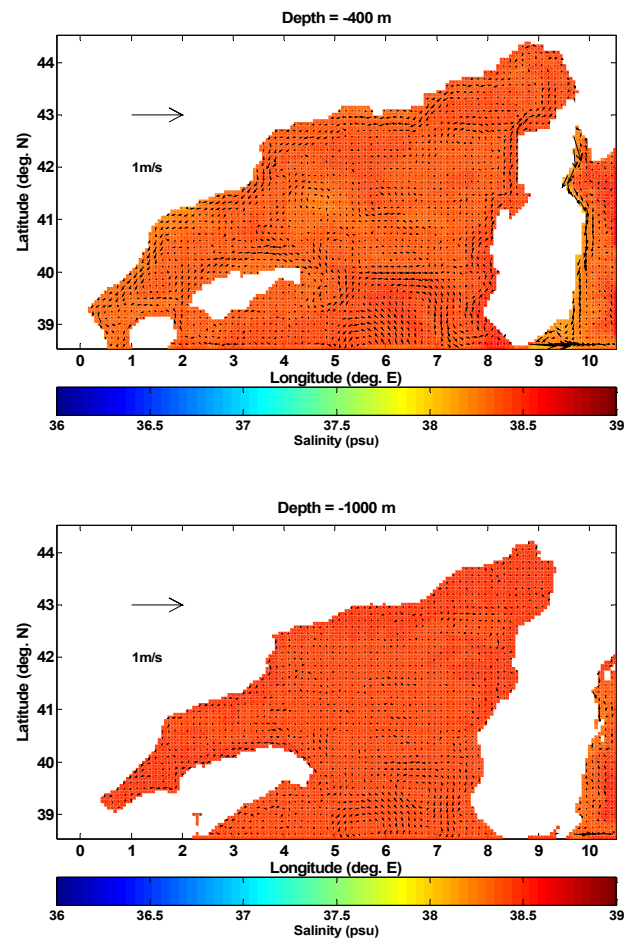 Depth = -400 m
44
43
42
41
40
39
Latitude (deg. N)
1m/s
0 1 2 3 4 5 6 7 8 9 10
Longitude (deg. E)
36 36.5 37 37.5 38 38.5 39
Salinity (psu)
Depth = -1000 m
44
43
42
41
40
39
Latitude (deg. N)
1m/s
0 1 2 3 4 5 6 7 8 9 10
Longitude (deg. E)
36 36.5 37 37.5 38 38.5 39
Salinity (psu)